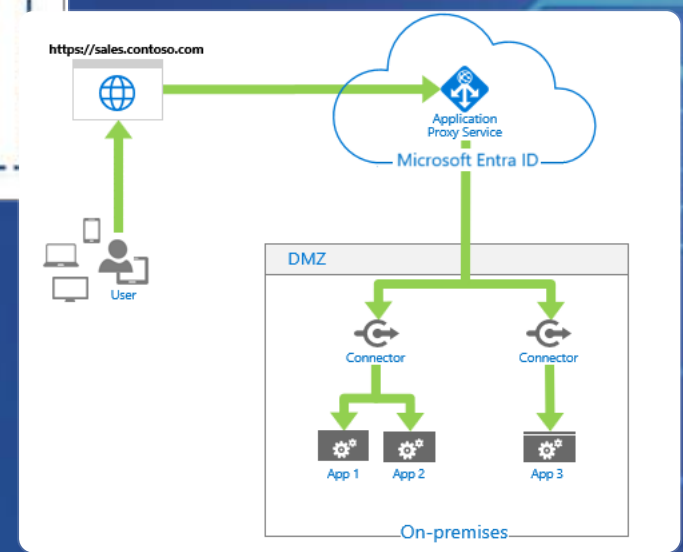 https://sales.contoso.com
Application
Proxy Service
Microsoft Entra ID
User
DMZ
Connector
Connector
App 1
App 2
App 3
On-premises